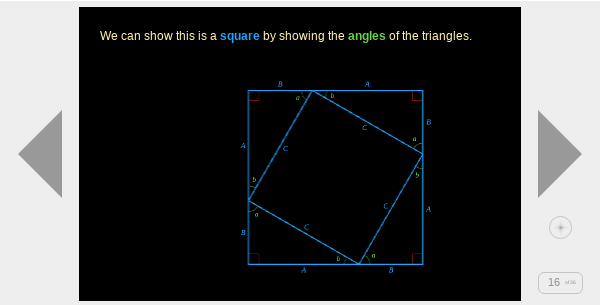 We can show this is a square by showing the angles of the triangles.
B A
a b
C B
A C a
b b
a C A
B C
b a
A B
16 of 36